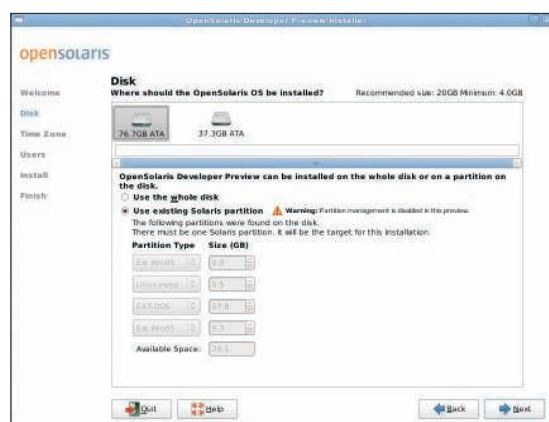 OpenSolaris Developer Preview Installer
opensolaris
Welcome
Disk
Time Zone
Users
Install
Finish
Disk
Where should the OpenSolaris OS be installed?
Recommended size: 20GB Minimum: 4.0GB
76.7GB ATA
37.3GB ATA
OpenSolaris Developer Preview can be installed on the whole disk or on a partition on
the disk.
Use the whole disk
Use existing Solaris partition
Warning: Partition management is disabled in this preview.
The following partitions were found on the disk.
There must be one Solaris partition. It will be the target for this installation.
Partition Type Size (GB)
Linux swap
Available Space:
Quit
Help
Back
Next